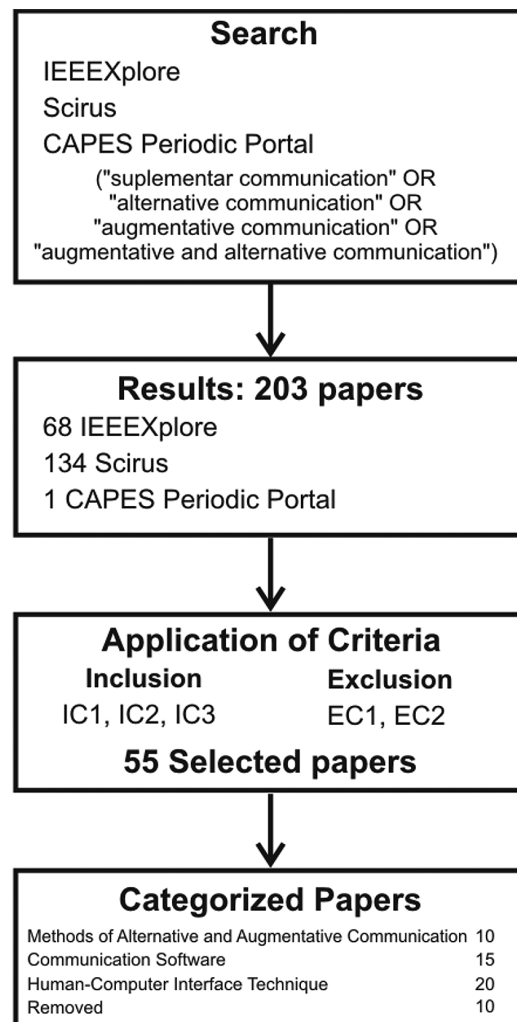 Search
IEEEXplore
Scirus
CAPES Periodic Portal
("suplementar communication" OR
"alternative communication" OR
"augmentative communication" OR
"augmentative and alternative communication")
Results: 203 papers
68 IEEEXplore
134 Scirus
1 CAPES Periodic Portal
Application of Criteria
Inclusion Exclusion
IC1, IC2, IC3 EC1, EC2
55 Selected papers
Categorized Papers
Methods of Alternative and Augmentative Communication 10
Communication Software 15
Human-Computer Interface Technique 20
Removed 10